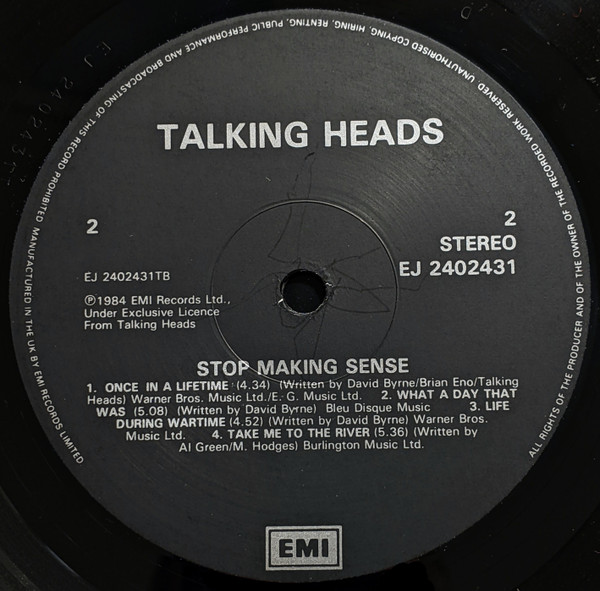 TALKING HEADS
2
2
STEREO
EJ 2402431
EJ 2402431TB
℗1984 EMI Records Ltd.,
Under Exclusive Licence
From Talking Heads
STOP MAKING SENSE
1. ONCE IN A LIFETIME (4.34) (Written by David Byrne/Brian Eno/Talking
Heads) Warner Bros. Music Ltd./E. G. Music Ltd. 2. WHAT A DAY THAT
WAS (5.08) (Written by David Byrne) Bleu Disque Music 3. LIFE
DURING WARTIME (4.52) (Written by David Byrne) Warner Bros.
Music Ltd. 4. TAKE ME TO THE RIVER (5.36) (Written by
Al Green/M. Hodges) Burlington Music Ltd.
EMI
ALL RIGHTS OF THE PRODUCER AND OF THE OWNER OF THE RECORDED WORK RESERVED. UNAUTHORISED COPYING, HIRING, RENTING, PUBLIC PERFORMANCE AND BROADCASTING OF THIS RECORD PROHIBITED. MANUFACTURED IN THE UK BY EMI RECORDS LIMITED